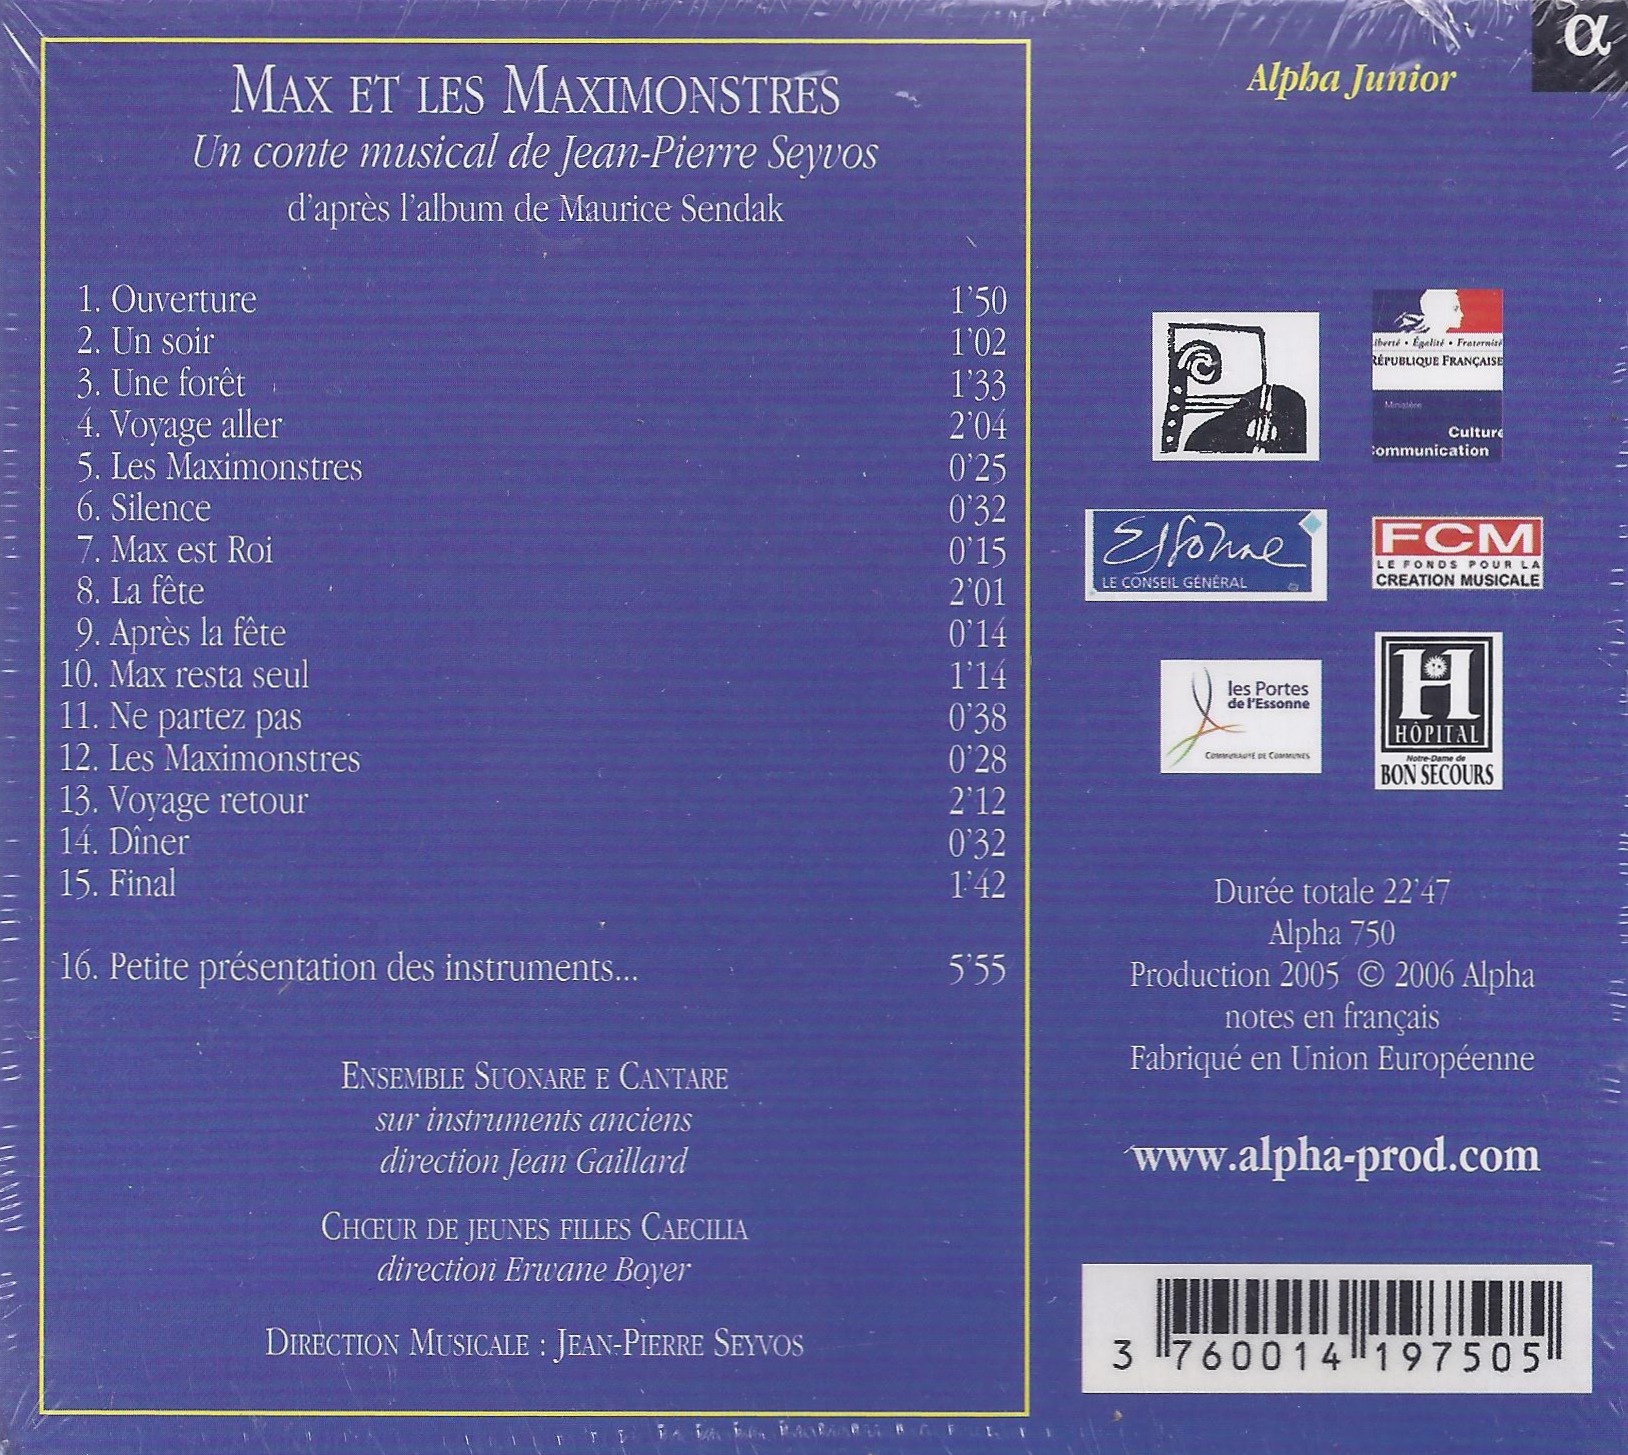 MAX ET LES MAXIMONSTRES
Un conte musical de Jean-Pierre Seyvos
d'après l'album de Maurice Sendak
1. Ouverture 1'50
2. Un soir 1'02
3. Une forêt 1'33
4. Voyage aller 2'04
5. Les Maximonstres 0'25
6. Silence 0'32
7. Max est Roi 0'15
8. La fête 2'01
9. Après la fête 0'14
10. Max resta seul 1'14
11. Ne partez pas 0'38
12. Les Maximonstres 0'28
13. Voyage retour 2'12
14. Dîner 0'32
15. Final 1'42
16. Petite présentation des instruments... 5'55
ENSEMBLE SUONARE E CANTARE
sur instruments anciens
direction Jean Gaillard
CHŒUR DE JEUNES FILLES CAECILIA
direction Erwane Boyer
DIRECTION MUSICALE : JEAN-PIERRE SEYVOS
α
Alpha Junior
iberté • Égalité • Fraternité
RÉPUBLIQUE FRANÇAISE
Ministère
Culture
ommunication
Essonne
LE CONSEIL GÉNÉRAL
FCM
LE FONDS POUR LA
CREATION MUSICALE
les Portes
de l'Essonne
COMMUNAUTÉ DE COMMUNES
H
HÔPITAL
Notre-Dame de
BON SECOURS
Durée totale 22'47
Alpha 750
Production 2005 © 2006 Alpha
notes en français
Fabriqué en Union Européenne
www.alpha-prod.com
3 760014 197505